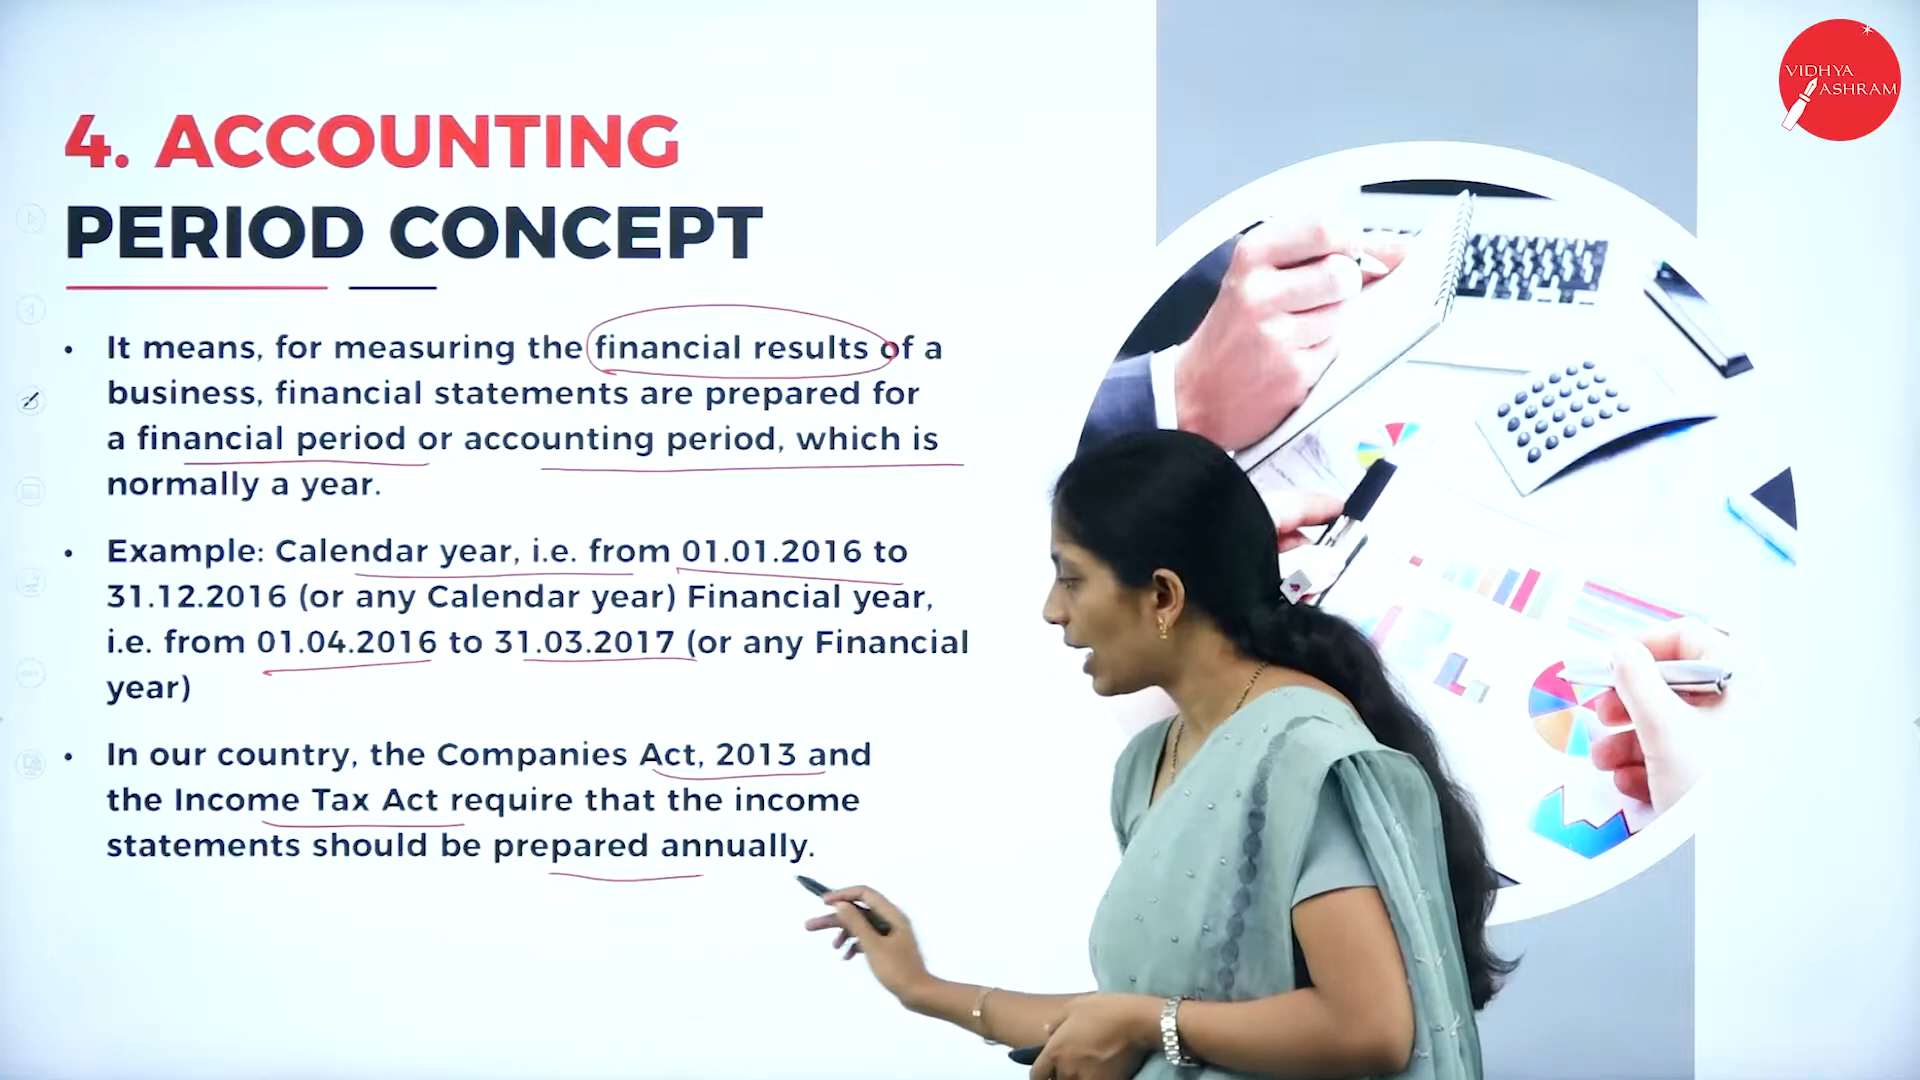 VIDHYA
ASHRAM
4. ACCOUNTING
PERIOD CONCEPT
• It means, for measuring the financial results of a
business, financial statements are prepared for
a financial period or accounting period, which is
normally a year.
• Example: Calendar year, i.e. from 01.01.2016 to
31.12.2016 (or any Calendar year) Financial year,
i.e. from 01.04.2016 to 31.03.2017 (or any Financial
year)
• In our country, the Companies Act, 2013 and
the Income Tax Act require that the income
statements should be prepared annually.